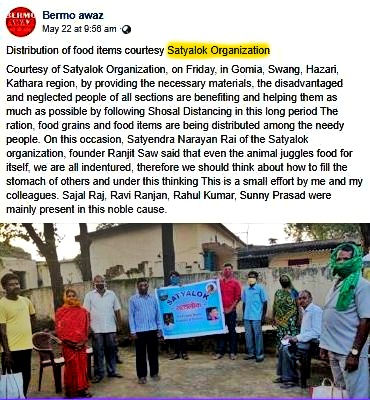 BERMO
Bermo awaz
May 22 at 9:56 am
Distribution of food items courtesy Satyalok Organization
Courtesy of Satyalok Organization, on Friday, in Gomia, Swang, Hazari,
Kathara region, by providing the necessary materials, the disadvantaged
and neglected people of all sections are benefiting and helping them as
much as possible by following Shosal Distancing in this long period The
ration, food grains and food items are being distributed among the needy
people. On this occasion, Satyendra Narayan Rai of the Satyalok
organization, founder Ranjit Saw said that even the animal juggles food for
itself, we are all indentured, therefore we should think about how to fill the
stomach of others and under this thinking This is a small effort by me and my
colleagues. Sajal Raj, Ravi Ranjan, Rahul Kumar, Sunny Prasad were
mainly present in this noble cause.
SATYALOK
सत्यलोक